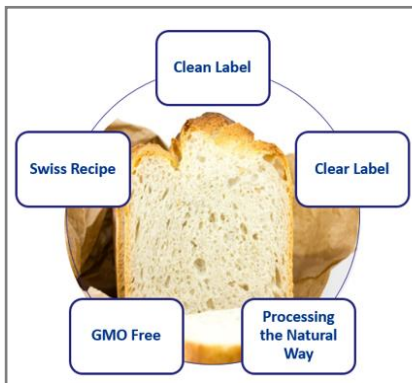 Clean Label
Swiss Recipe
Clear Label
GMO Free
Processing
the Natural
Way